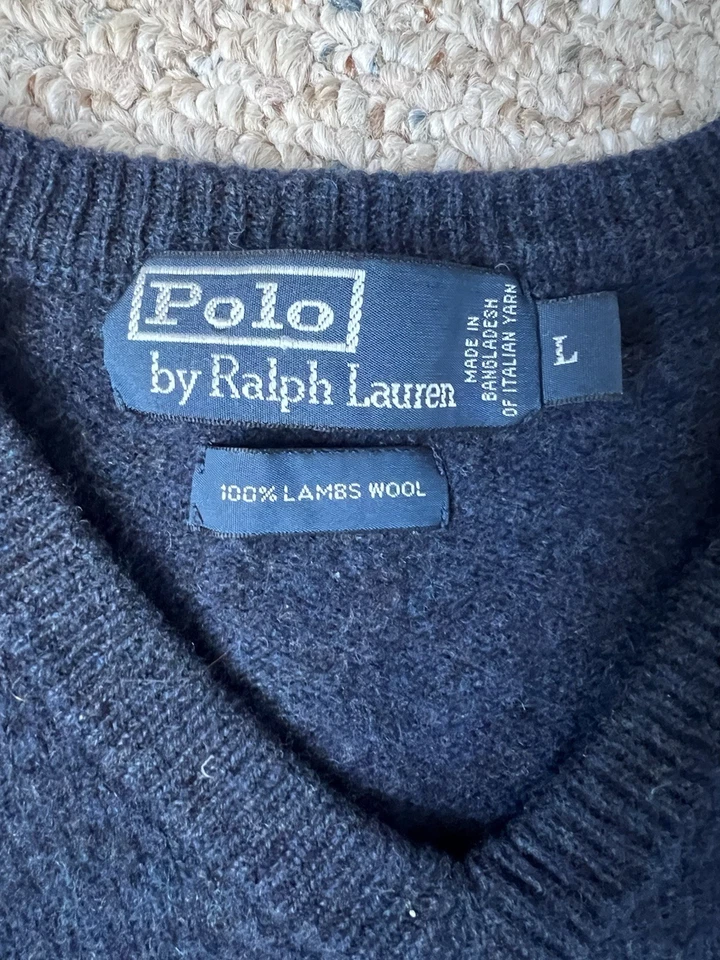 Polo
by Ralph Lauren
MADE IN
BANGLADESH
OF ITALIAN YARN
L
100% LAMBS WOOL